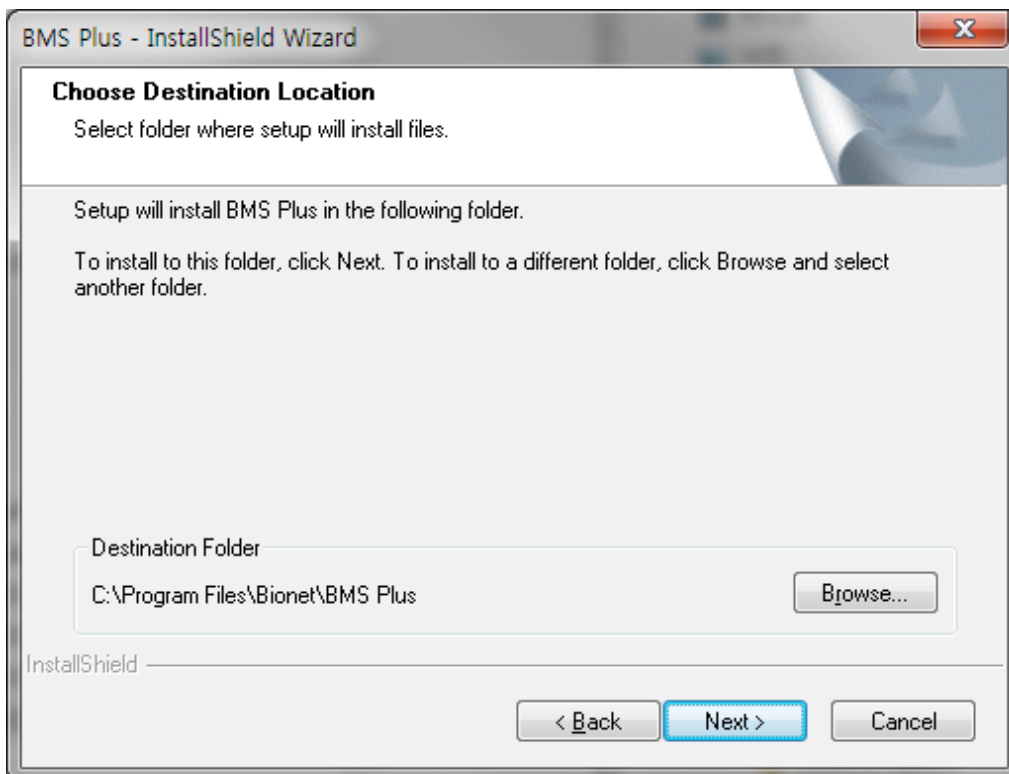 BMS Plus - InstallShield Wizard
Choose Destination Location
Select folder where setup will install files.
Setup will install BMS Plus in the following folder.
To install to this folder, click Next. To install to a different folder, click Browse and select
another folder.
Destination Folder
C:\Program Files\Bionet\BMS Plus
Browse...
InstallShield
< Back
Next >
Cancel